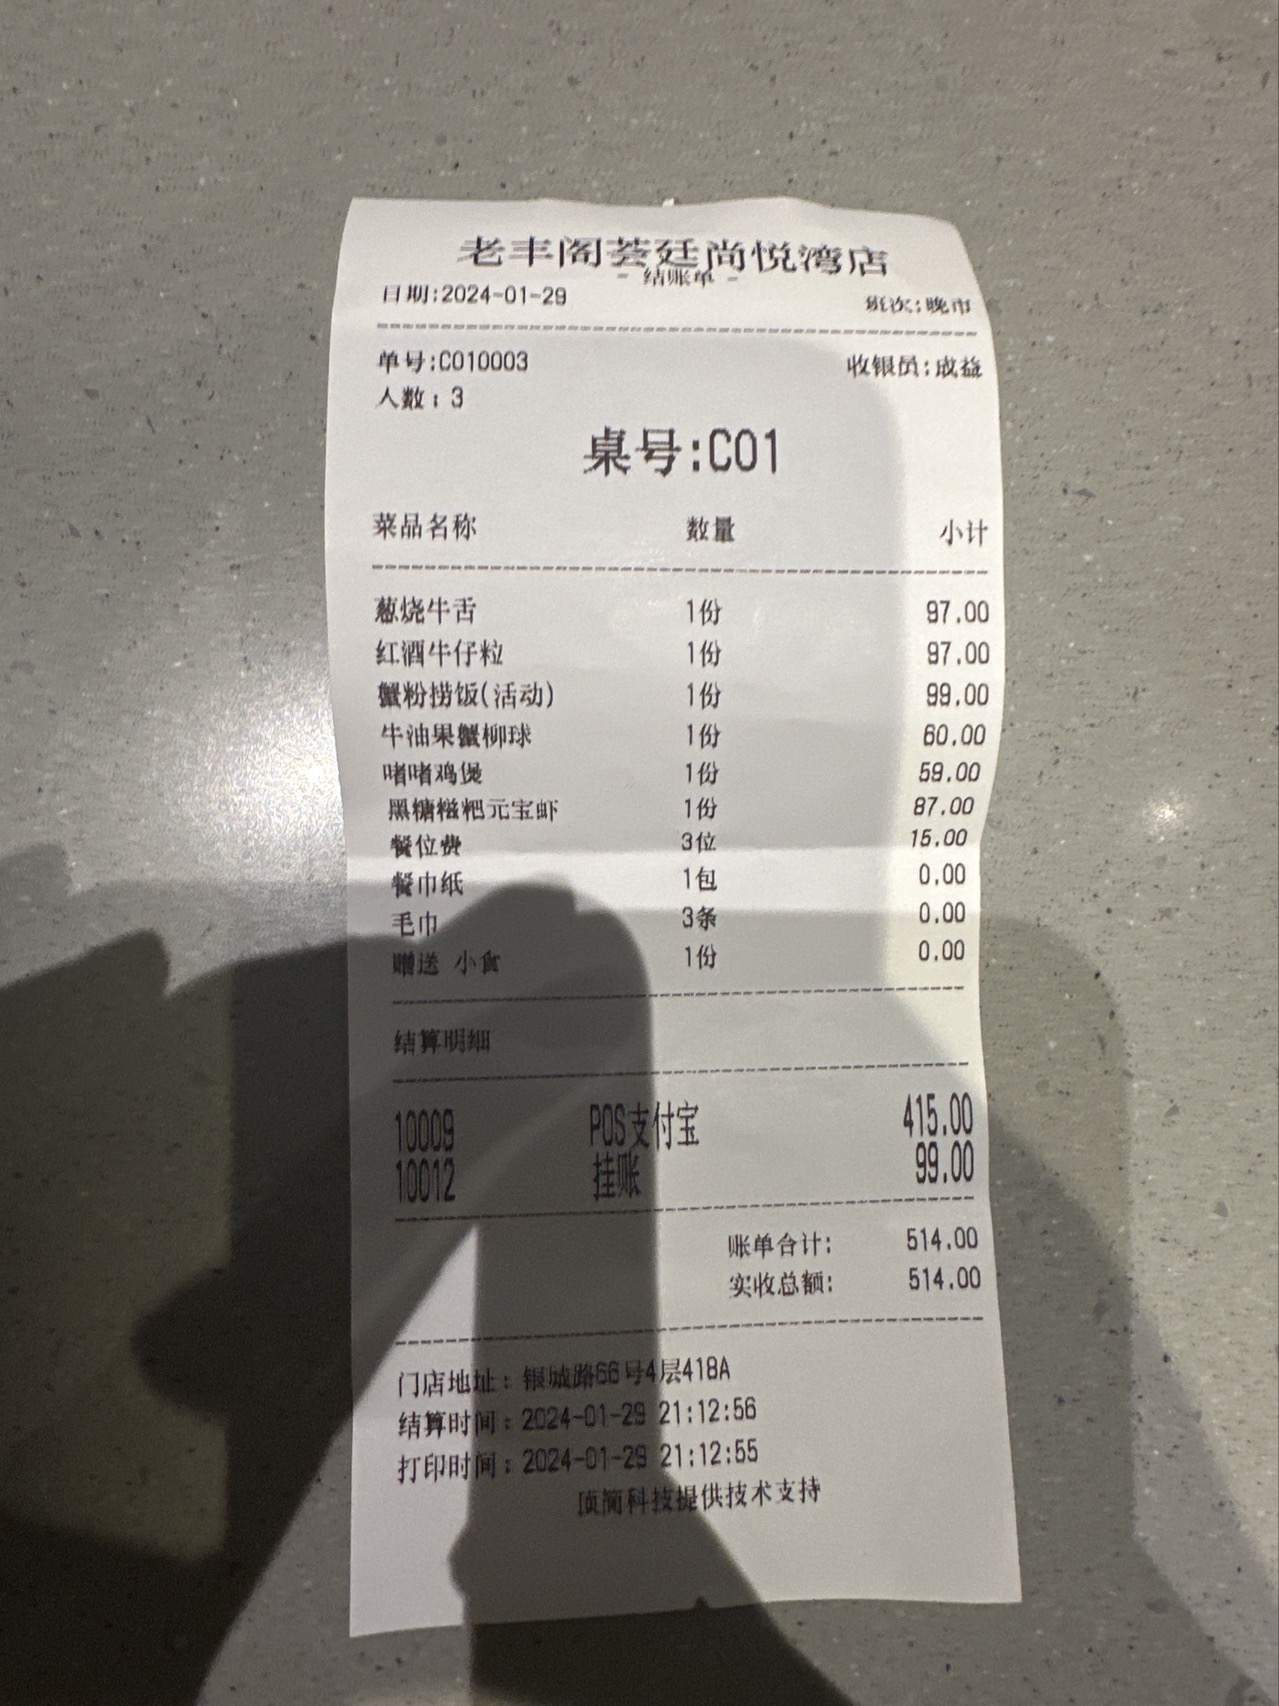 老丰阁荟廷尚悦湾店
- 结账单 -
日期:2024-01-29 班次:晚市
单号:C010003 收银员:成益
人数:3
桌号:C01
菜品名称 数量 小计
葱烧牛舌 1份 97.00
红酒牛仔粒 1份 97.00
蟹粉捞饭(活动) 1份 99.00
牛油果蟹柳球 1份 60.00
啫啫鸡煲 1份 59.00
黑糖糍粑元宝虾 1份 87.00
餐位费 3位 15.00
餐巾纸 1包 0.00
毛巾 3条 0.00
赠送 小食 1份 0.00
结算明细
10009 POS支付宝 415.00
10012 挂账 99.00
账单合计: 514.00
实收总额: 514.00
门店地址:银城路66号4层418A
结算时间:2024-01-29 21:12:56
打印时间:2024-01-29 21:12:55
顶简科技提供技术支持